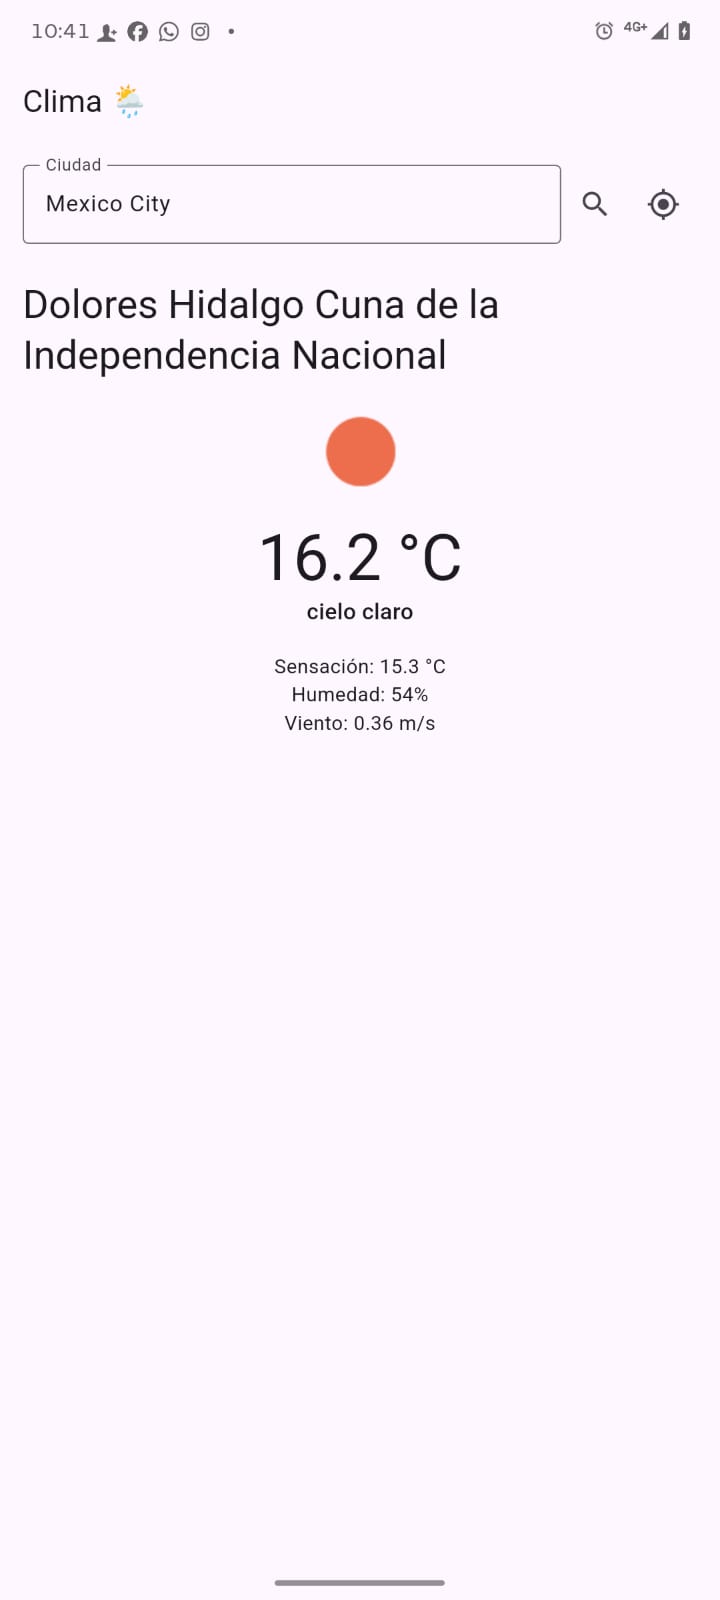 10:41
4G+
Clima
Ciudad
Mexico City
Dolores Hidalgo Cuna de la
Independencia Nacional
16.2 °C
cielo claro
Sensación: 15.3 °C
Humedad: 54%
Viento: 0.36 m/s